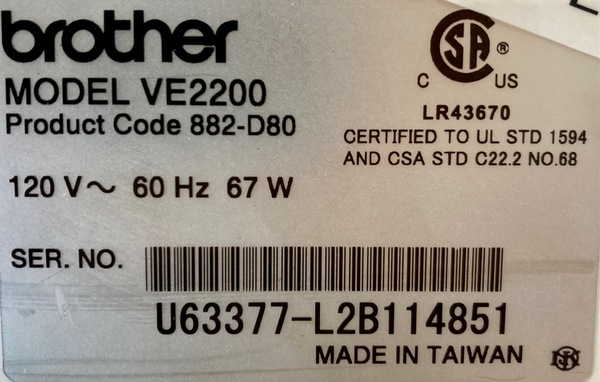 brother
MODEL VE2200
Product Code 882-D80
120 V～ 60 Hz 67 W
SA ®
C US
LR43670
CERTIFIED TO UL STD 1594
AND CSA STD C22.2 NO.68
SER. NO.
U63377-L2B114851
MADE IN TAIWAN